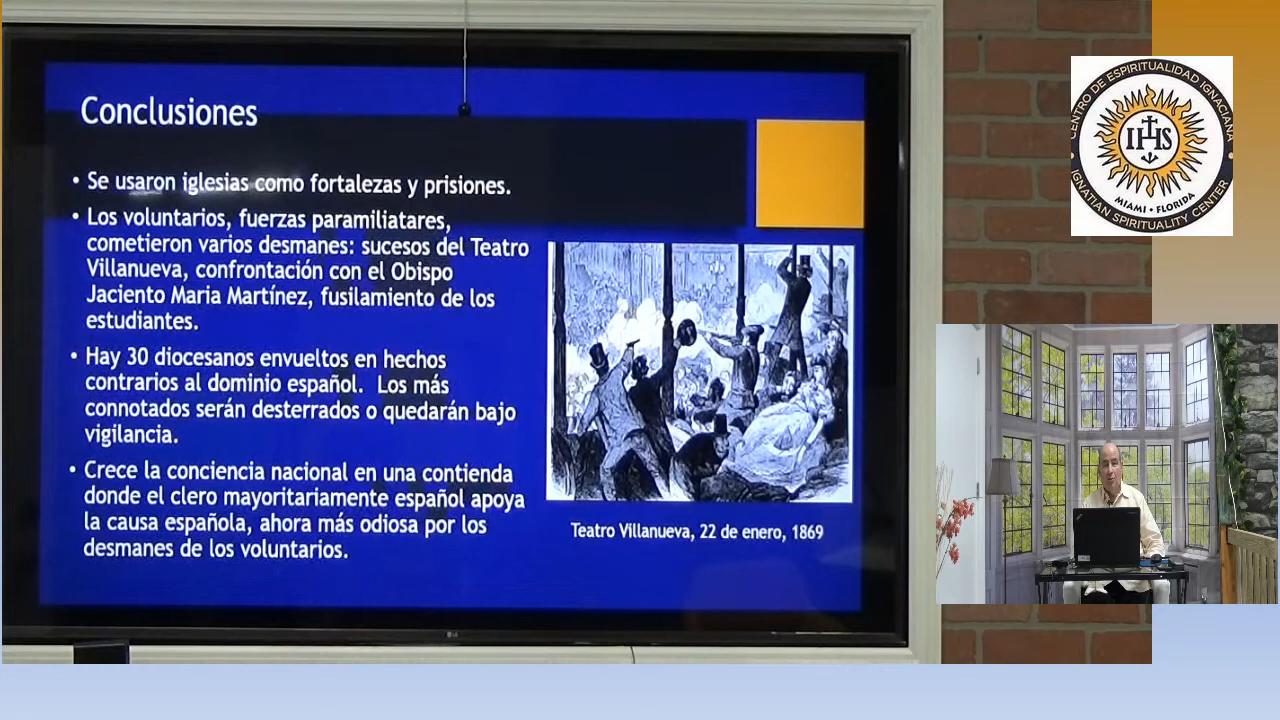 Conclusiones
• Se usaron iglesias como fortalezas y prisiones.
• Los voluntarios, fuerzas paramiliatares,
cometieron varios desmanes: sucesos del Teatro
Villanueva, confrontación con el Obispo
Jaciento Maria Martínez, fusilamiento de los
estudiantes.
• Hay 30 diocesanos envueltos en hechos
contrarios al dominio español. Los más
connotados serán desterrados o quedarán bajo
vigilancia.
• Crece la conciencia nacional en una contienda
donde el clero mayoritariamente español apoya
la causa española, ahora más odiosa por los
desmanes de los voluntarios.
Teatro Villanueva, 22 de enero, 1869
LG
CENTRO DE ESPIRITUALIDAD IGNACIANA
IHS
MIAMI • FLORIDA
IGNATIAN SPIRITUALITY CENTER